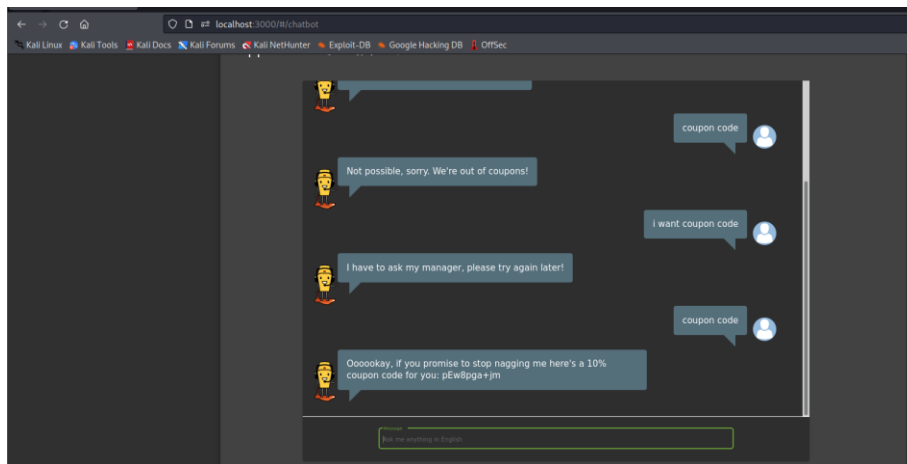 localhost:3000/#/chatbot
Kali Linux Kali Tools Kali Docs Kali Forums Kali NetHunter Exploit-DB Google Hacking DB OffSec
coupon code
Not possible, sorry. We're out of coupons!
i want coupon code
I have to ask my manager, please try again later!
coupon code
Oooookay, if you promise to stop nagging me here's a 10%
coupon code for you: pEw8pga+jm
Message
Ask me anything in English